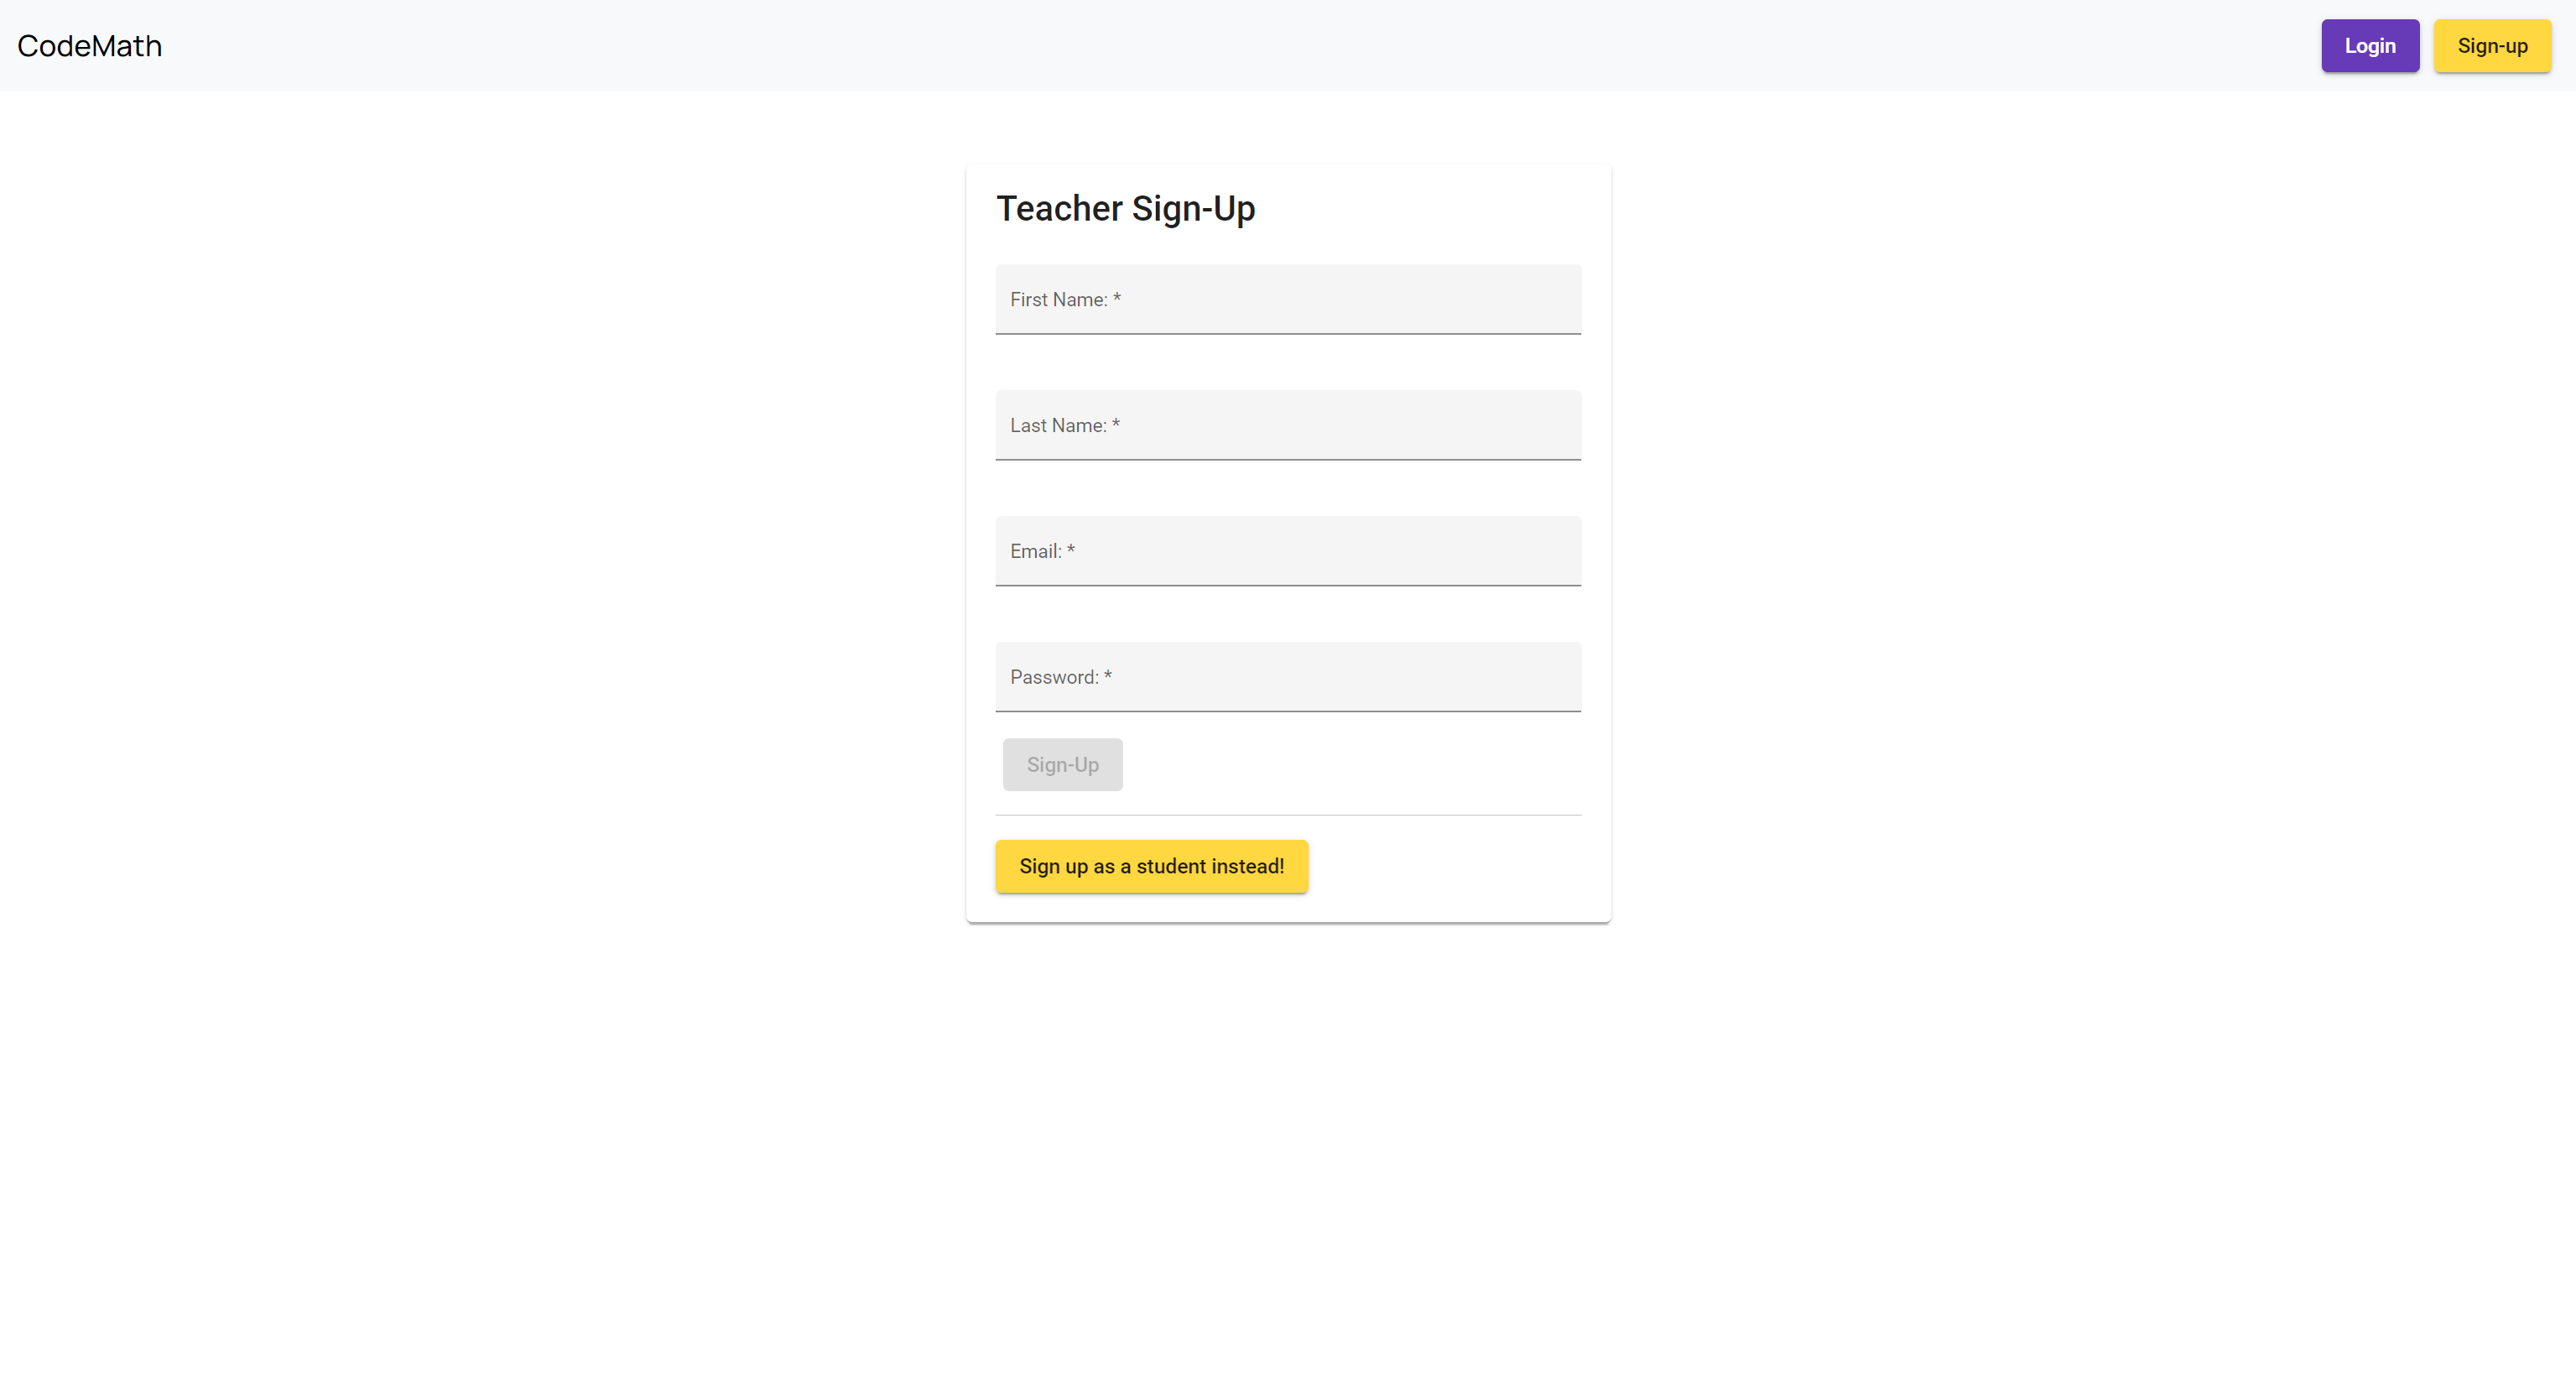 CodeMath
Login
Sign-up
Teacher Sign-Up
First Name: *
Last Name: *
Email: *
Password: *
Sign-Up
Sign up as a student instead!